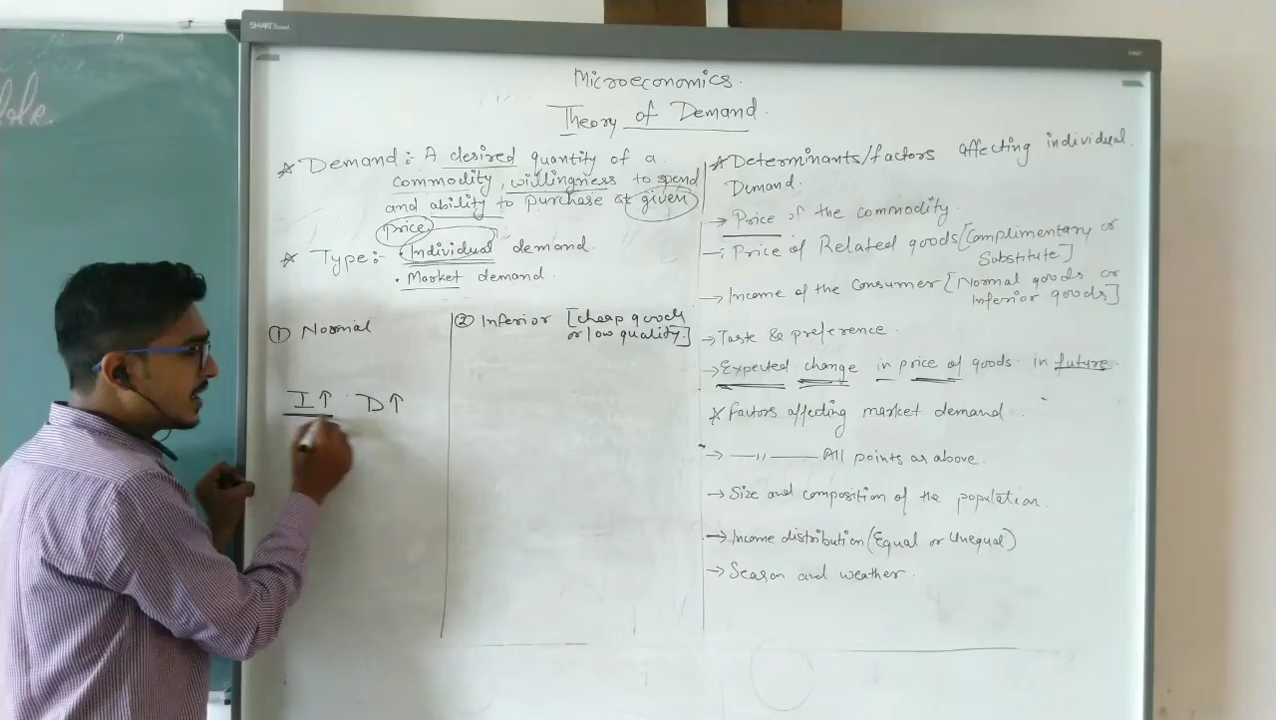 SMART Board
Microeconomics.
Theory of Demand.
☆ Demand :- A desired quantity of a
commodity, willingness to spend
and ability to purchase at given
price
☆ Type :- • Individual demand.
• Market demand.
① Normal
I↑ D↑
② Inferior [cheap goods
or low quality.]
☆ Determinants/factors affecting individual
Demand.
→ Price of the commodity.
→ Price of Related goods [Complimentary or
Substitute]
→ Income of the Consumer [Normal goods or
Inferior goods]
→ Taste & preference.
→ Expected change in price of goods in future.
☆ Factors affecting market demand.
→ —〃— All points as above.
→ Size and composition of the population.
→ Income distribution (Equal or Unequal)
→ Season and weather.